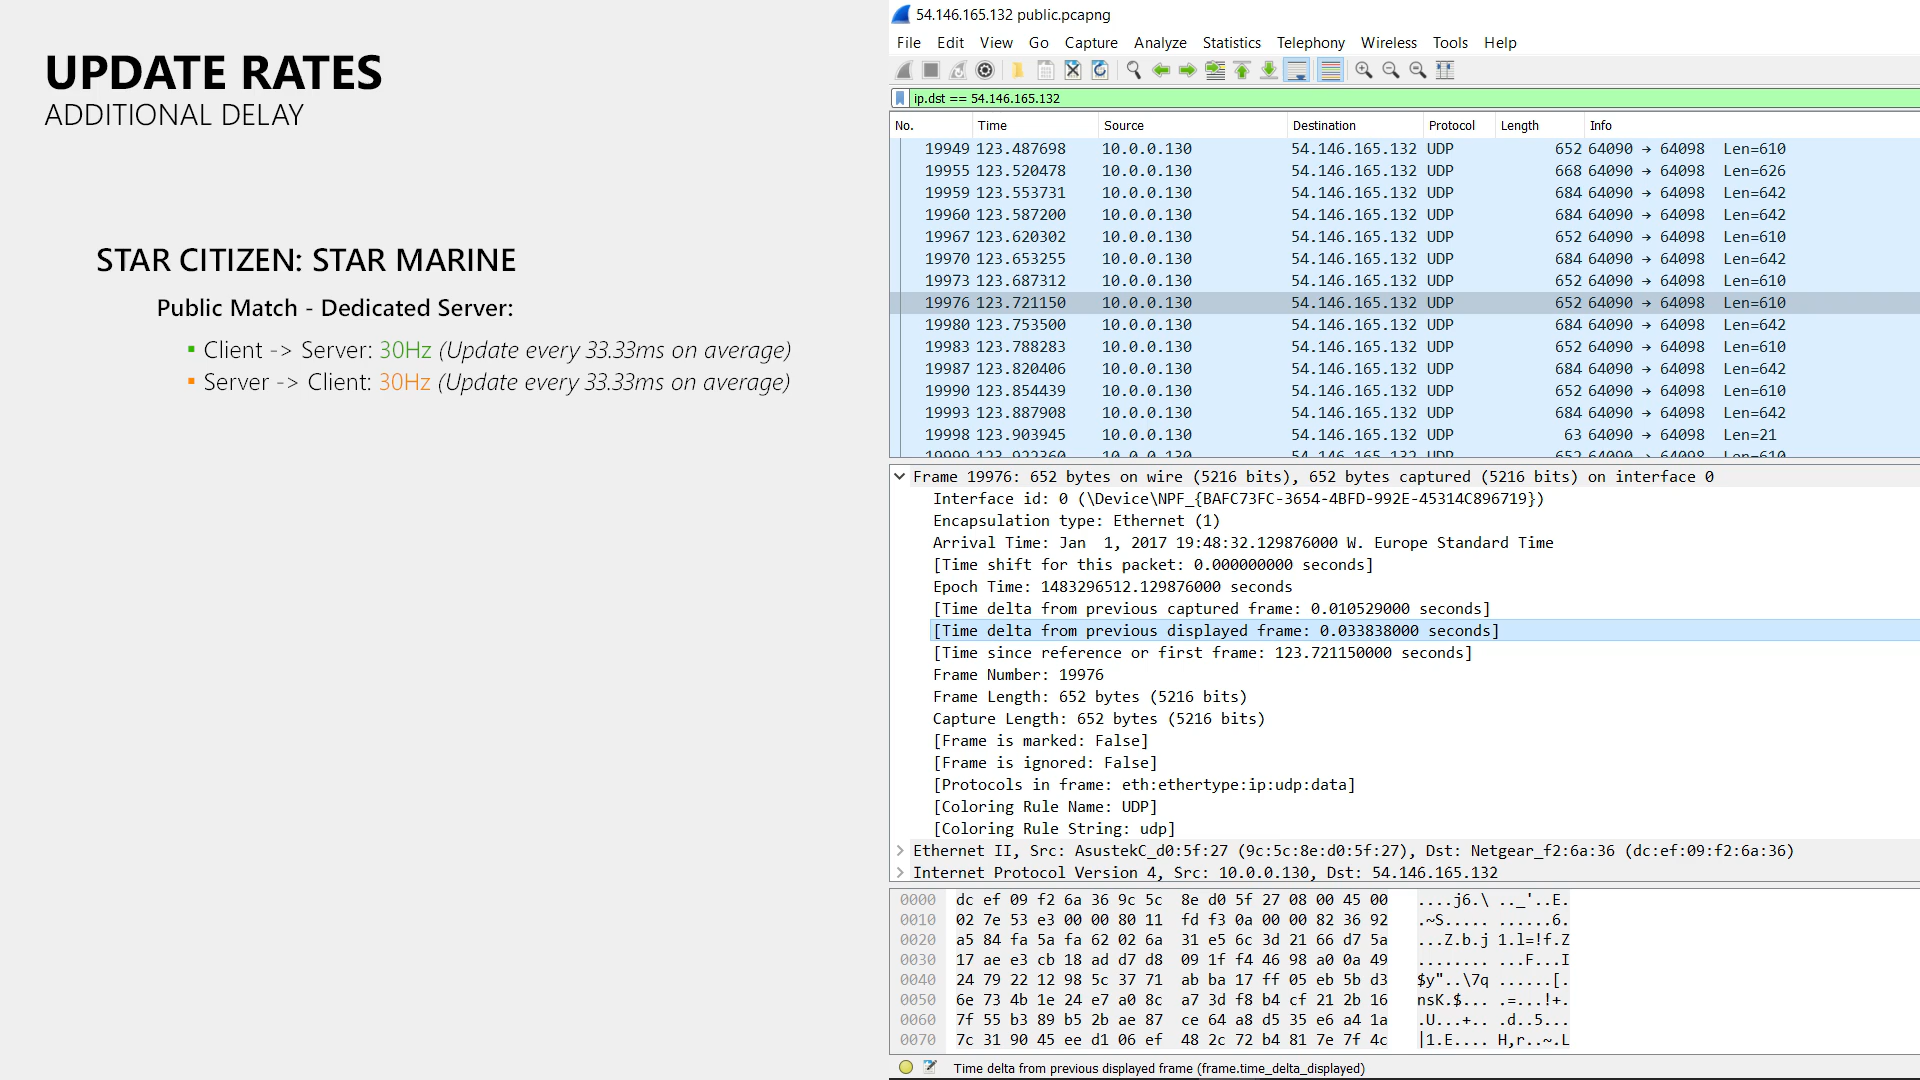 UPDATE RATES
ADDITIONAL DELAY
STAR CITIZEN: STAR MARINE
Public Match - Dedicated Server:
Client -> Server: 30Hz (Update every 33.33ms on average)
Server -> Client: 30Hz (Update every 33.33ms on average)
54.146.165.132 public.pcapng
File Edit View Go Capture Analyze Statistics Telephony Wireless Tools Help
ip.dst == 54.146.165.132
No. Time Source Destination Protocol Length Info
19949 123.487698 10.0.0.130 54.146.165.132 UDP 652 64090 → 64098 Len=610
19955 123.520478 10.0.0.130 54.146.165.132 UDP 668 64090 → 64098 Len=626
19959 123.553731 10.0.0.130 54.146.165.132 UDP 684 64090 → 64098 Len=642
19960 123.587200 10.0.0.130 54.146.165.132 UDP 684 64090 → 64098 Len=642
19967 123.620302 10.0.0.130 54.146.165.132 UDP 652 64090 → 64098 Len=610
19970 123.653255 10.0.0.130 54.146.165.132 UDP 684 64090 → 64098 Len=642
19973 123.687312 10.0.0.130 54.146.165.132 UDP 652 64090 → 64098 Len=610
19976 123.721150 10.0.0.130 54.146.165.132 UDP 652 64090 → 64098 Len=610
19980 123.753500 10.0.0.130 54.146.165.132 UDP 684 64090 → 64098 Len=642
19983 123.788283 10.0.0.130 54.146.165.132 UDP 652 64090 → 64098 Len=610
19987 123.820406 10.0.0.130 54.146.165.132 UDP 684 64090 → 64098 Len=642
19990 123.854439 10.0.0.130 54.146.165.132 UDP 652 64090 → 64098 Len=610
19993 123.887908 10.0.0.130 54.146.165.132 UDP 684 64090 → 64098 Len=642
19998 123.903945 10.0.0.130 54.146.165.132 UDP 63 64090 → 64098 Len=21
19999 123.922360 10.0.0.130 54.146.165.132 UDP 652 64090 → 64098 Len=610
Frame 19976: 652 bytes on wire (5216 bits), 652 bytes captured (5216 bits) on interface 0
Interface id: 0 (\Device\NPF_{BAFC73FC-3654-4BFD-992E-45314C896719})
Encapsulation type: Ethernet (1)
Arrival Time: Jan 1, 2017 19:48:32.129876000 W. Europe Standard Time
[Time shift for this packet: 0.000000000 seconds]
Epoch Time: 1483296512.129876000 seconds
[Time delta from previous captured frame: 0.010529000 seconds]
[Time delta from previous displayed frame: 0.033838000 seconds]
[Time since reference or first frame: 123.721150000 seconds]
Frame Number: 19976
Frame Length: 652 bytes (5216 bits)
Capture Length: 652 bytes (5216 bits)
[Frame is marked: False]
[Frame is ignored: False]
[Protocols in frame: eth:ethertype:ip:udp:data]
[Coloring Rule Name: UDP]
[Coloring Rule String: udp]
Ethernet II, Src: AsustekC_d0:5f:27 (9c:5c:8e:d0:5f:27), Dst: Netgear_f2:6a:36 (dc:ef:09:f2:6a:36)
Internet Protocol Version 4, Src: 10.0.0.130, Dst: 54.146.165.132
0000 dc ef 09 f2 6a 36 9c 5c 8e d0 5f 27 08 00 45 00 ....j6.\ .._'..E.
0010 02 7e 53 e3 00 00 80 11 fd f3 0a 00 00 82 36 92 .~S..... ......6.
0020 a5 84 fa 5a fa 62 02 6a 31 e5 6c 3d 21 66 d7 5a ...Z.b.j 1.l=!f.Z
0030 17 ae e3 cb 18 ad d7 d8 09 1f f4 46 98 a0 0a 49 ........ ...F...I
0040 24 79 22 12 98 5c 37 71 ab ba 17 ff 05 eb 5b d3 $y"..\7q ......[.
0050 6e 73 4b 1e 24 e7 a0 8c a7 3d f8 b4 cf 21 2b 16 nsK.$... .=...!+.
0060 7f 55 b3 89 b5 2b ae 87 ce 64 a8 d5 35 e6 a4 1a .U...+.. .d..5...
0070 7c 31 90 45 ee d1 06 ef 48 2c 72 b4 81 7e 7f 4c |1.E.... H,r..~.L
Time delta from previous displayed frame (frame.time_delta_displayed)